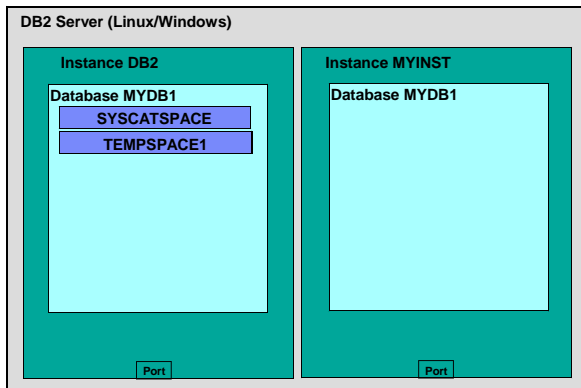 DB2 Server (Linux/Windows)
Instance DB2
Database MYDB1
SYSCATSPACE
TEMPSPACE1
Port
Instance MYINST
Database MYDB1
Port